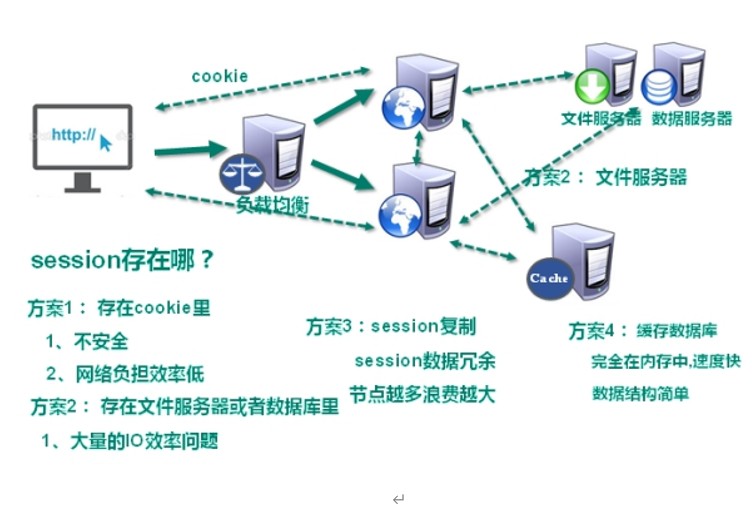 cookie
http://
文件服务器 数据服务器
负载均衡
方案2： 文件服务器
Cache
session存在哪？
方案1： 存在cookie里
1、不安全
2、网络负担效率低
方案2： 存在文件服务器或者数据库里
1、大量的IO效率问题
方案3：session复制
session数据冗余
节点越多浪费越大
方案4： 缓存数据库
完全在内存中,速度快
数据结构简单